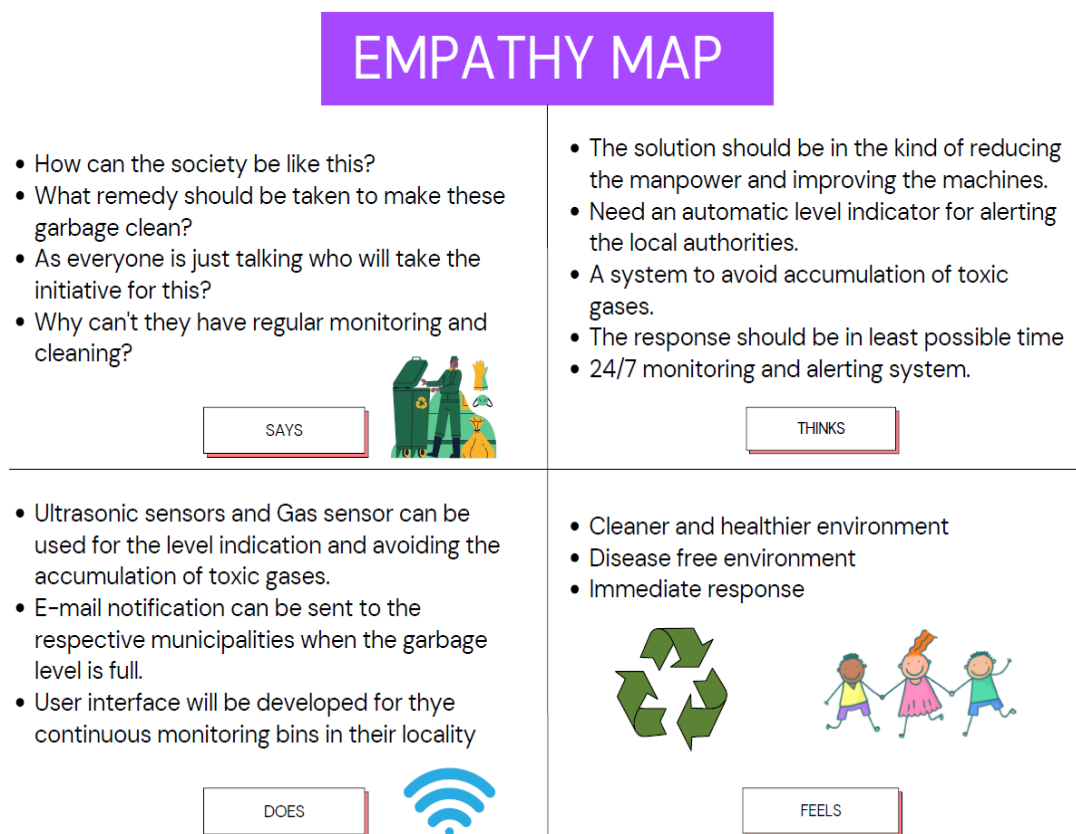 EMPATHY MAP
• How can the society be like this?
• What remedy should be taken to make these
garbage clean?
• As everyone is just talking who will take the
initiative for this?
• Why can't they have regular monitoring and
cleaning?
SAYS
• The solution should be in the kind of reducing
the manpower and improving the machines.
• Need an automatic level indicator for alerting
the local authorities.
• A system to avoid accumulation of toxic
gases.
• The response should be in least possible time
• 24/7 monitoring and alerting system.
THINKS
• Ultrasonic sensors and Gas sensor can be
used for the level indication and avoiding the
accumulation of toxic gases.
• E-mail notification can be sent to the
respective municipalities when the garbage
level is full.
• User interface will be developed for thye
continuous monitoring bins in their locality
DOES
• Cleaner and healthier environment
• Disease free environment
• Immediate response
FEELS